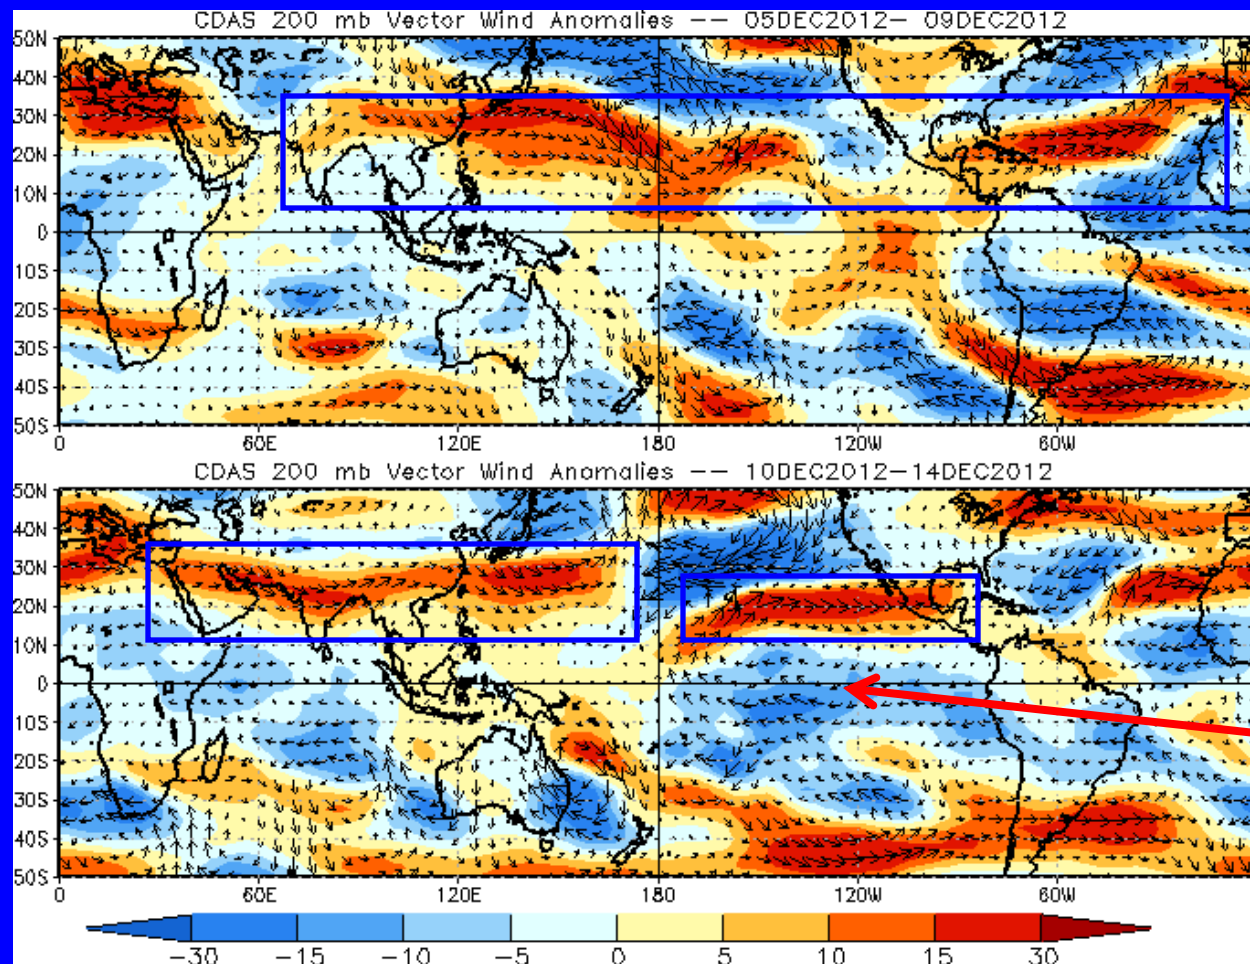 CDAS 200 mb Vector Wind Anomalies -- 05DEC2012- 09DEC2012
50N
40N
30N
20N
10N
0
10S
20S
30S
40S
50S
0 60E 120E 180 120W 60W
CDAS 200 mb Vector Wind Anomalies -- 10DEC2012-14DEC2012
50N
40N
30N
20N
10N
0
10S
20S
30S
40S
50S
0 60E 120E 180 120W 60W
-30 -15 -10 -5 0 5 10 15 30